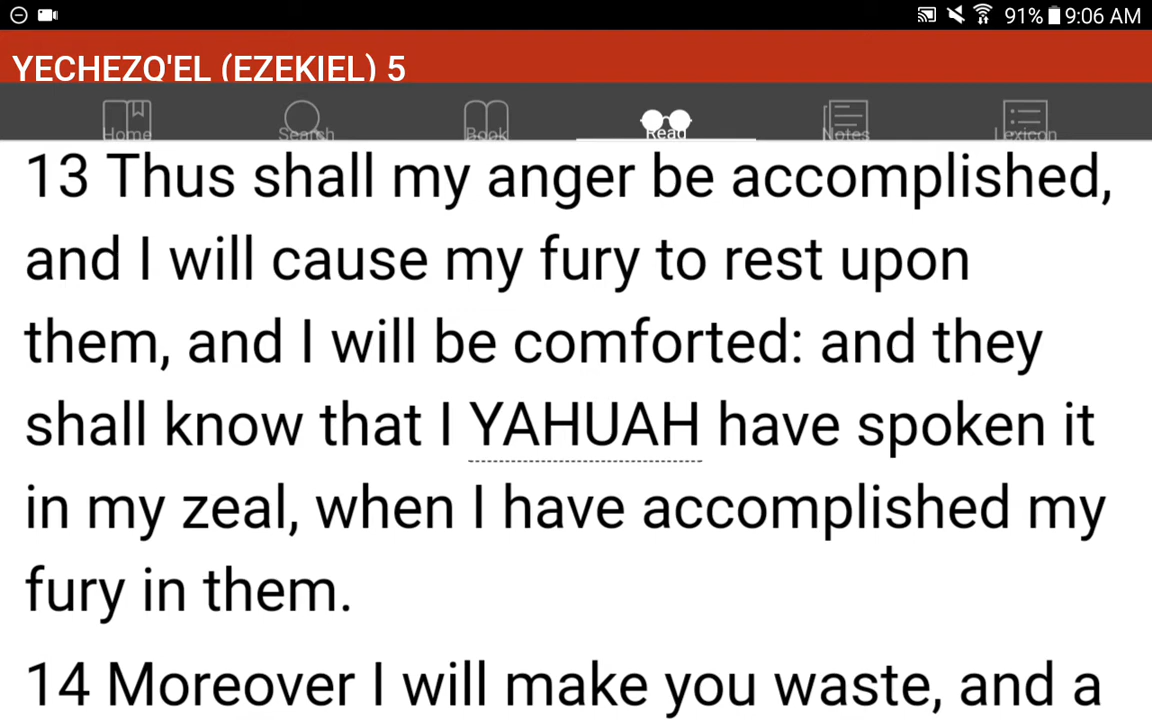 91% 9:06 AM
YECHEZQ'EL (EZEKIEL) 5
Home Search Book Read Notes Lexicon
13 Thus shall my anger be accomplished,
and I will cause my fury to rest upon
them, and I will be comforted: and they
shall know that I YAHUAH have spoken it
in my zeal, when I have accomplished my
fury in them.
14 Moreover I will make you waste, and a